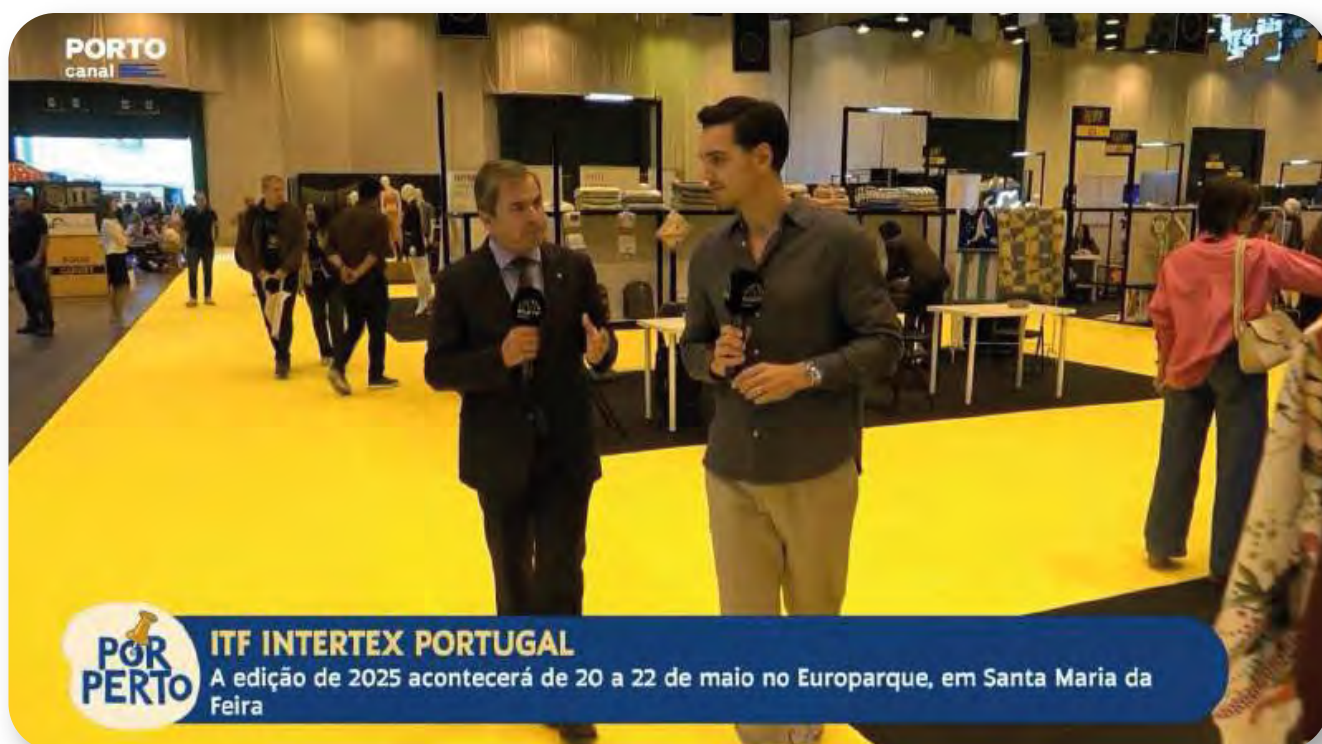 PORTO
canal
POR
PERTO
ITF INTERTEX PORTUGAL
A edição de 2025 acontecerá de 20 a 22 de maio no Europarque, em Santa Maria da
Feira